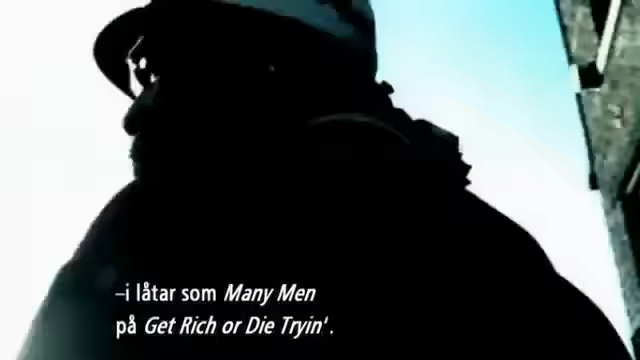 –i låtar som Many Men
på Get Rich or Die Tryin'.